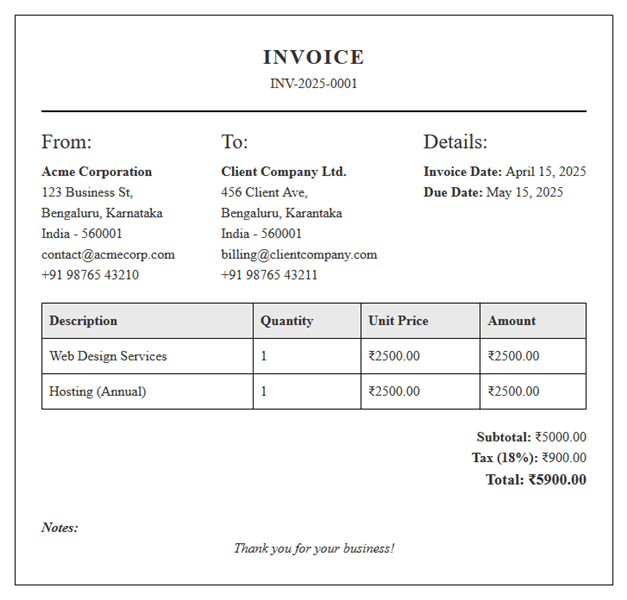 INVOICE
INV-2025-0001
From:
Acme Corporation
123 Business St,
Bengaluru, Karnataka
India - 560001
contact@acmecorp.com
+91 98765 43210
To:
Client Company Ltd.
456 Client Ave,
Bengaluru, Karantaka
India - 560001
billing@clientcompany.com
+91 98765 43211
Details:
Invoice Date: April 15, 2025
Due Date: May 15, 2025
Description Quantity Unit Price Amount
Web Design Services 1 ₹2500.00 ₹2500.00
Hosting (Annual) 1 ₹2500.00 ₹2500.00
Subtotal: ₹5000.00
Tax (18%): ₹900.00
Total: ₹5900.00
Notes:
Thank you for your business!